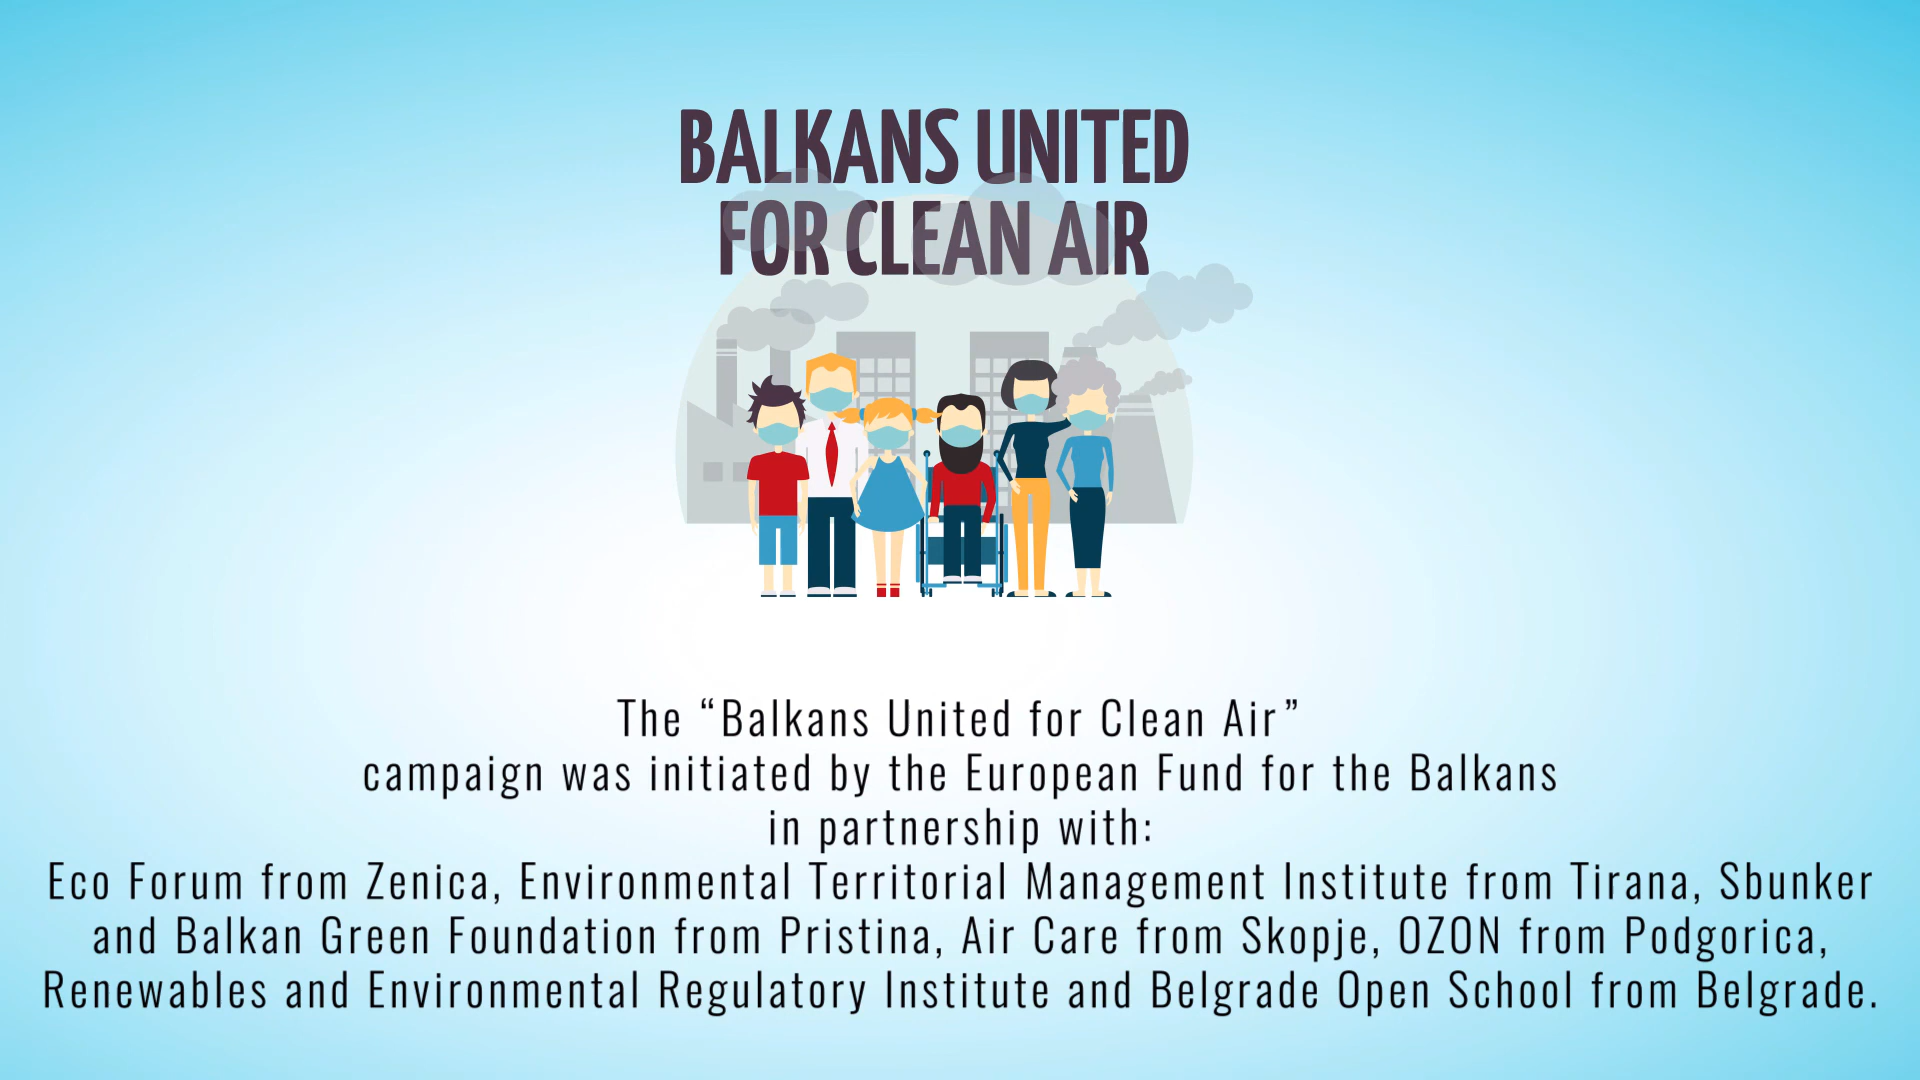 BALKANS UNITED
FOR CLEAN AIR
The “Balkans United for Clean Air”
campaign was initiated by the European Fund for the Balkans
in partnership with:
Eco Forum from Zenica, Environmental Territorial Management Institute from Tirana, Sbunker
and Balkan Green Foundation from Pristina, Air Care from Skopje, OZON from Podgorica,
Renewables and Environmental Regulatory Institute and Belgrade Open School from Belgrade.